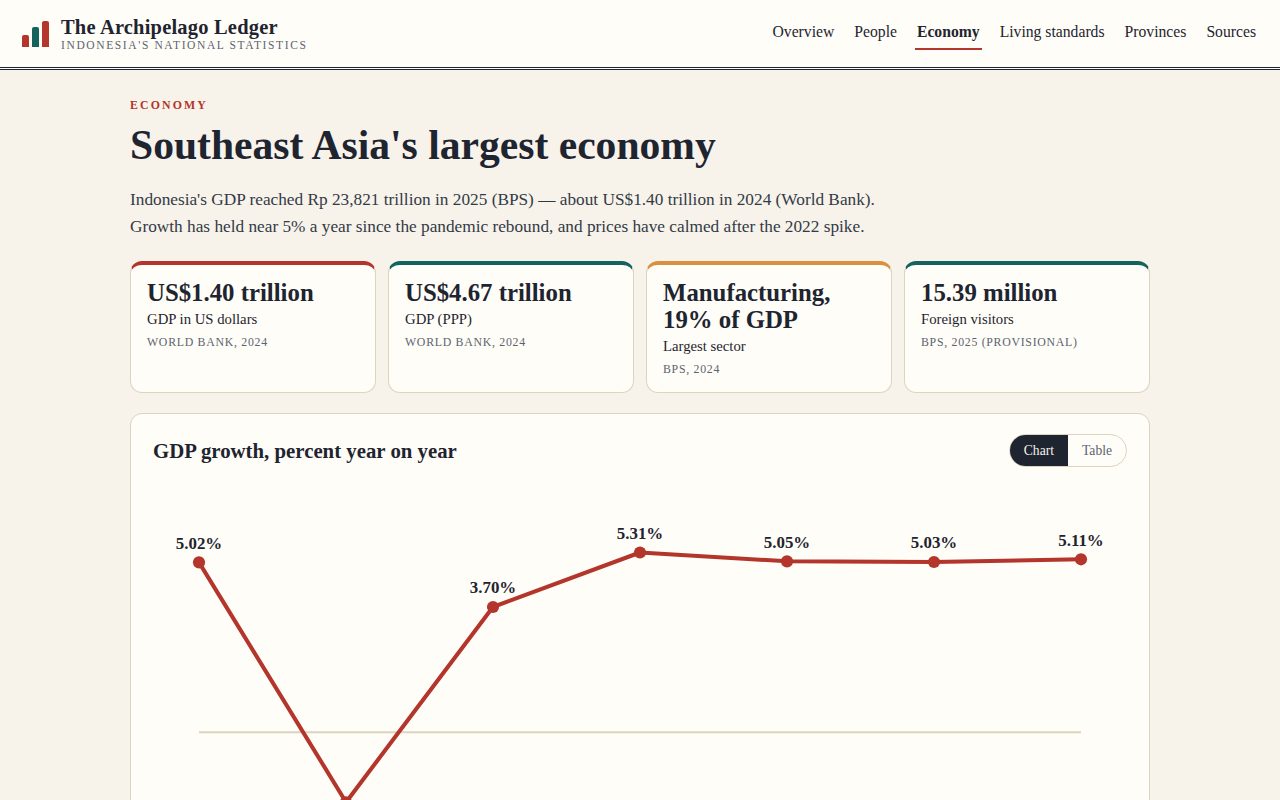 The Archipelago Ledger
INDONESIA'S NATIONAL STATISTICS
Overview People Economy Living standards Provinces Sources
ECONOMY
Southeast Asia's largest economy
Indonesia's GDP reached Rp 23,821 trillion in 2025 (BPS) — about US$1.40 trillion in 2024 (World Bank).
Growth has held near 5% a year since the pandemic rebound, and prices have calmed after the 2022 spike.
US$1.40 trillion
GDP in US dollars
WORLD BANK, 2024
US$4.67 trillion
GDP (PPP)
WORLD BANK, 2024
Manufacturing,
19% of GDP
Largest sector
BPS, 2024
15.39 million
Foreign visitors
BPS, 2025 (PROVISIONAL)
GDP growth, percent year on year
Chart Table
5.02%
3.70%
5.31%
5.05%
5.03%
5.11%